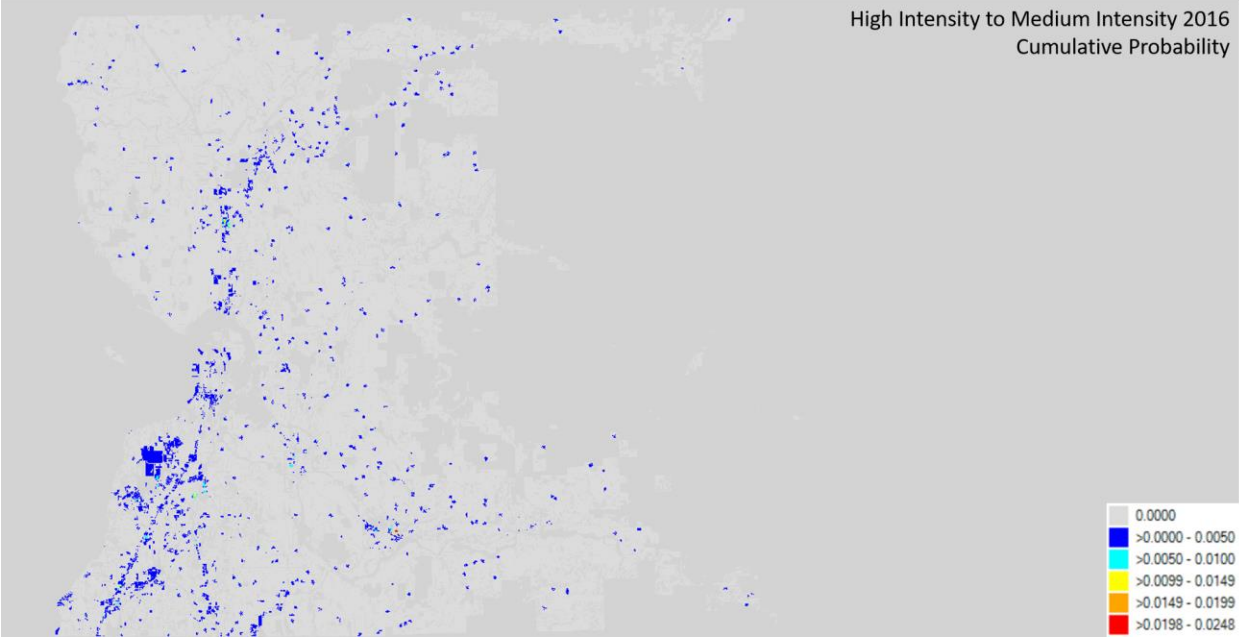 High Intensity to Medium Intensity 2016
Cumulative Probability
0.0000
>0.0000 - 0.0050
>0.0050 - 0.0100
>0.0099 - 0.0149
>0.0149 - 0.0199
>0.0198 - 0.0248